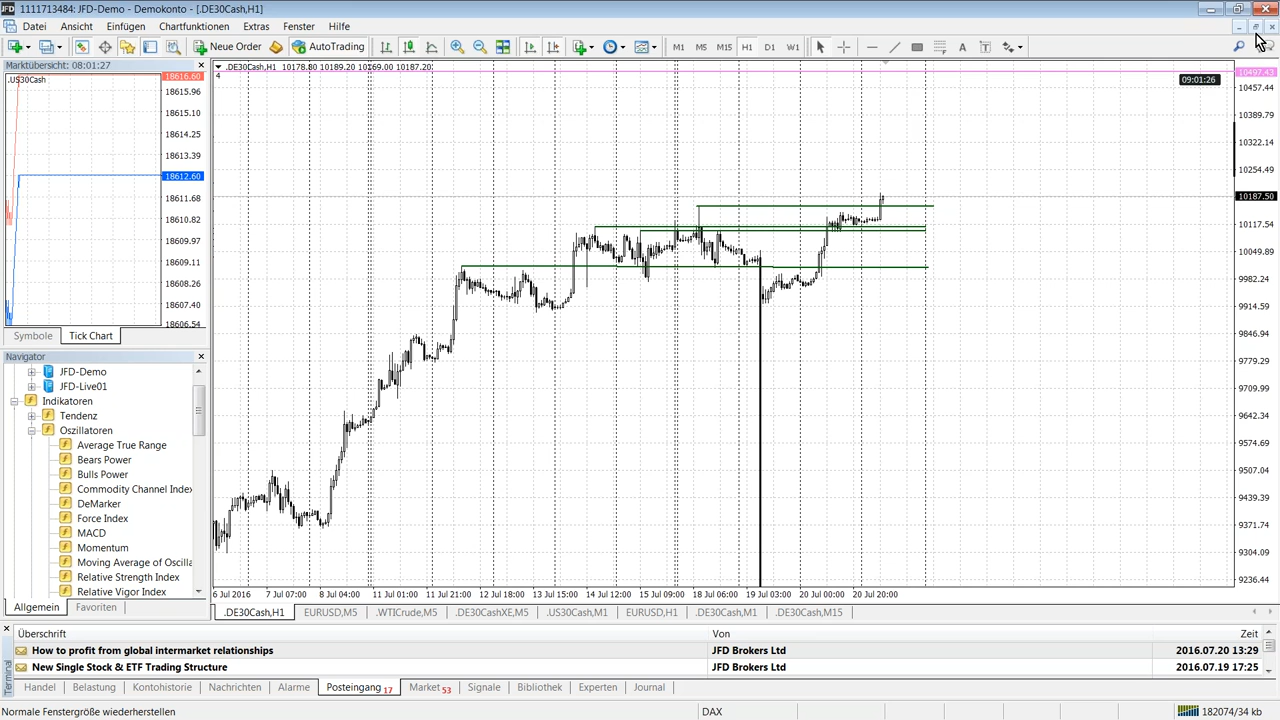 1111713484: JFD-Demo - Demokonto - [.DE30Cash,H1]
Datei Ansicht Einfügen Chartfunktionen Extras Fenster Hilfe
Neue Order AutoTrading M1 M5 M15 H1 D1 W1
Marktübersicht: 08:01:27
.US30Cash
18616.60
18615.96
18615.10
18614.25
18613.39
18612.60
18611.68
18610.82
18609.97
18609.11
18608.26
18607.40
18606.54
Symbole Tick Chart
Navigator
JFD-Demo
JFD-Live01
Indikatoren
Tendenz
Oszillatoren
Average True Range
Bears Power
Bulls Power
Commodity Channel Index
DeMarker
Force Index
MACD
Momentum
Moving Average of Oscilla
Relative Strength Index
Relative Vigor Index
Allgemein Favoriten
.DE30Cash,H1 10178.80 10189.20 10169.00 10187.20
4
09:01:26
10497.43
10457.44
10389.79
10322.14
10254.49
10187.50
10117.54
10049.89
9982.24
9914.59
9846.94
9779.29
9709.99
9642.34
9574.69
9507.04
9439.39
9371.74
9304.09
9236.44
6 Jul 2016 7 Jul 07:00 8 Jul 04:00 11 Jul 01:00 11 Jul 21:00 12 Jul 18:00 13 Jul 15:00 14 Jul 12:00 15 Jul 09:00 18 Jul 06:00 19 Jul 03:00 20 Jul 00:00 20 Jul 20:00
.DE30Cash,H1 EURUSD,M5 .WTICrude,M5 .DE30CashXE,M5 .US30Cash,M1 EURUSD,H1 .DE30Cash,M1 .DE30Cash,M15
Überschrift Von Zeit
How to profit from global intermarket relationships JFD Brokers Ltd 2016.07.20 13:29
New Single Stock & ETF Trading Structure JFD Brokers Ltd 2016.07.19 17:25
Terminal
Handel Belastung Kontohistorie Nachrichten Alarme Posteingang 17 Market 53 Signale Bibliothek Experten Journal
Normale Fenstergröße wiederherstellen DAX 182074/34 kb